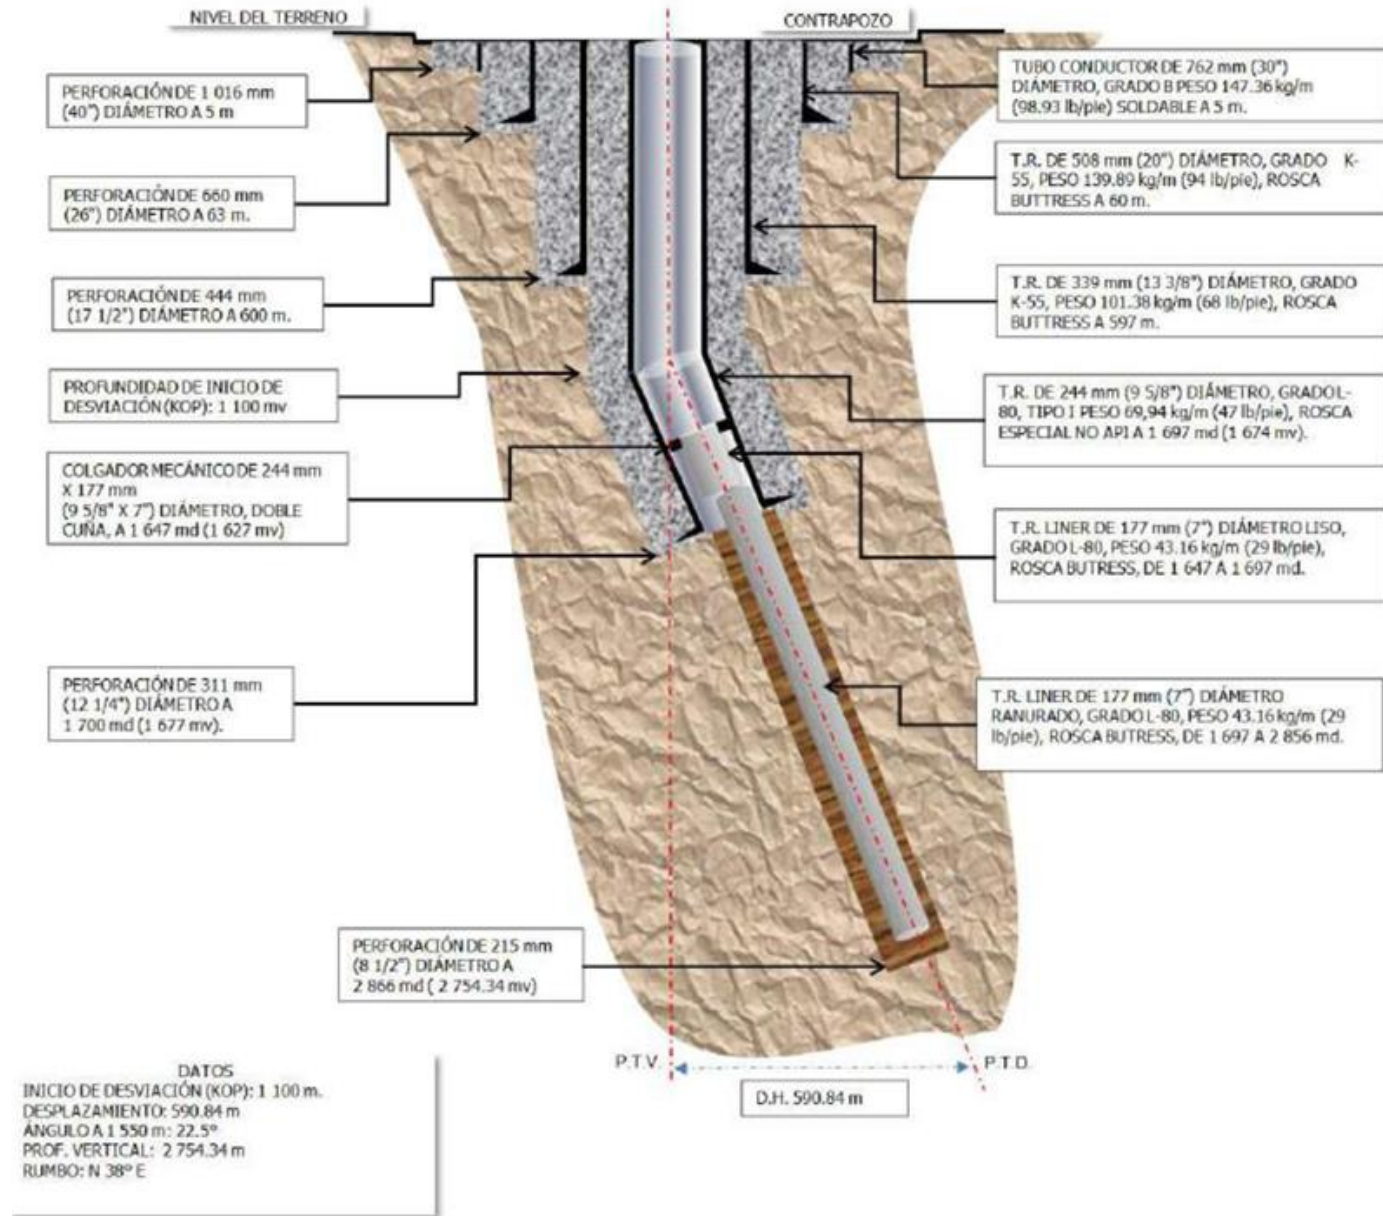 NIVEL DEL TERRENO
CONTRAPOZO
PERFORACIÓN DE 1 016 mm
(40") DIÁMETRO A 5 m
PERFORACIÓN DE 660 mm
(26") DIÁMETRO A 63 m.
PERFORACIÓN DE 444 mm
(17 1/2") DIÁMETRO A 600 m.
PROFUNDIDAD DE INICIO DE
DESVIACIÓN (KOP): 1 100 mv
COLGADOR MECÁNICO DE 244 mm
X 177 mm
(9 5/8" X 7") DIÁMETRO, DOBLE
CUÑA, A 1 647 md (1 627 mv)
PERFORACIÓN DE 311 mm
(12 1/4") DIÁMETRO A
1 700 md (1 677 mv).
PERFORACIÓN DE 215 mm
(8 1/2") DIÁMETRO A
2 866 md ( 2 754.34 mv)
TUBO CONDUCTOR DE 762 mm (30")
DIÁMETRO, GRADO B PESO 147.36 kg/m
(98.93 lb/pie) SOLDABLE A 5 m.
T.R. DE 508 mm (20") DIÁMETRO, GRADO K-
55, PESO 139.89 kg/m (94 lb/pie), ROSCA
BUTTRESS A 60 m.
T.R. DE 339 mm (13 3/8") DIÁMETRO, GRADO
K-55, PESO 101.38 kg/m (68 lb/pie), ROSCA
BUTTRESS A 597 m.
T.R. DE 244 mm (9 5/8") DIÁMETRO, GRADO L-
80, TIPO I PESO 69,94 kg/m (47 lb/pie), ROSCA
ESPECIAL NO API A 1 697 md (1 674 mv).
T.R. LINER DE 177 mm (7") DIÁMETRO LISO,
GRADO L-80, PESO 43.16 kg/m (29 lb/pie),
ROSCA BUTRESS, DE 1 647 A 1 697 md.
T.R. LINER DE 177 mm (7") DIÁMETRO
RANURADO, GRADO L-80, PESO 43.16 kg/m (29
lb/pie), ROSCA BUTRESS, DE 1 697 A 2 856 md.
P.T.V.
P.T.D.
D.H. 590.84 m
DATOS
INICIO DE DESVIACIÓN (KOP): 1 100 m.
DESPLAZAMIENTO: 590.84 m
ÁNGULO A 1 550 m: 22.5º
PROF. VERTICAL: 2 754.34 m
RUMBO: N 38º E